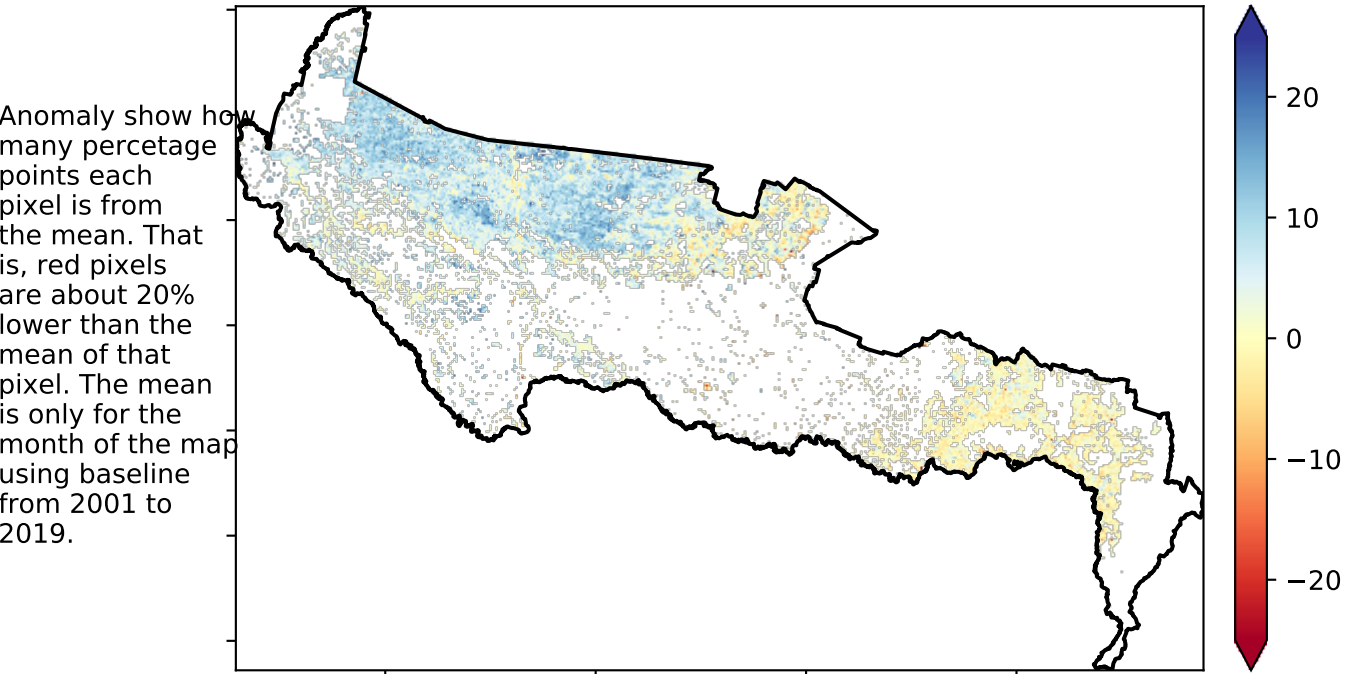 Anomaly show how
many percetage
points each
pixel is from
the mean. That
is, red pixels
are about 20%
lower than the
mean of that
pixel. The mean
is only for the
month of the map
using baseline
from 2001 to
2019.
20
10
0
−10
−20